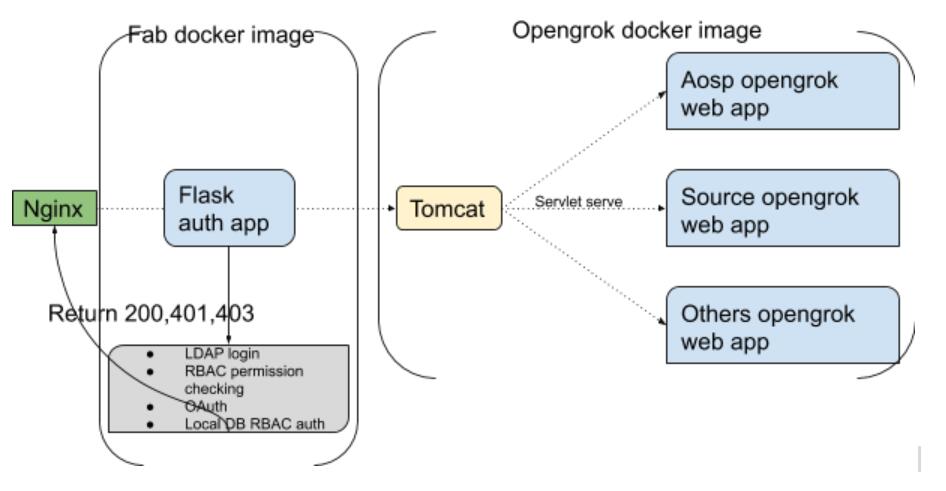 Fab docker image
Opengrok docker image
Aosp opengrok
web app
Nginx
Flask
auth app
Tomcat
Servlet serve
Source opengrok
web app
Return 200,401,403
Others opengrok
web app
● LDAP login
● RBAC permission
checking
● OAuth
● Local DB RBAC auth